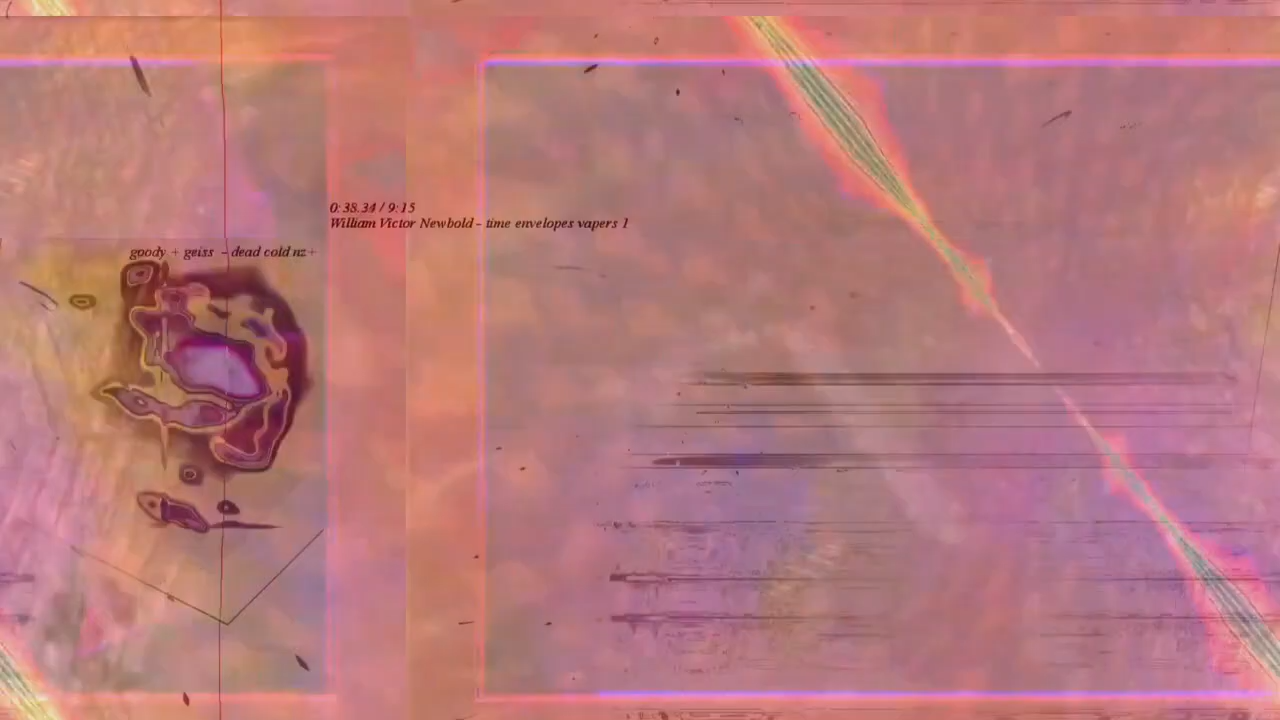 0:38.34 / 9:15
William Victor Newbold - time envelopes vapers 1
goody + geiss - dead cold nz+